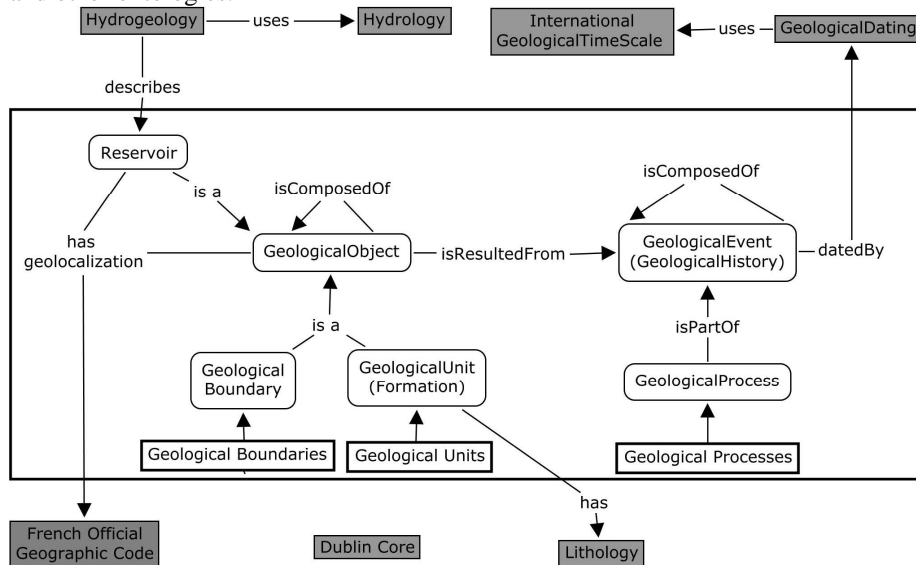 Hydrogeology
uses
Hydrology
International
GeologicalTimeScale
uses
GeologicalDating
describes
Reservoir
is a
isComposedOf
isComposedOf
has
geolocalization
GeologicalObject
isResultedFrom
GeologicalEvent
(GeologicalHistory)
datedBy
is a
isPartOf
Geological
Boundary
GeologicalUnit
(Formation)
GeologicalProcess
Geological Boundaries
Geological Units
Geological Processes
has
French Official
Geographic Code
Dublin Core
Lithology